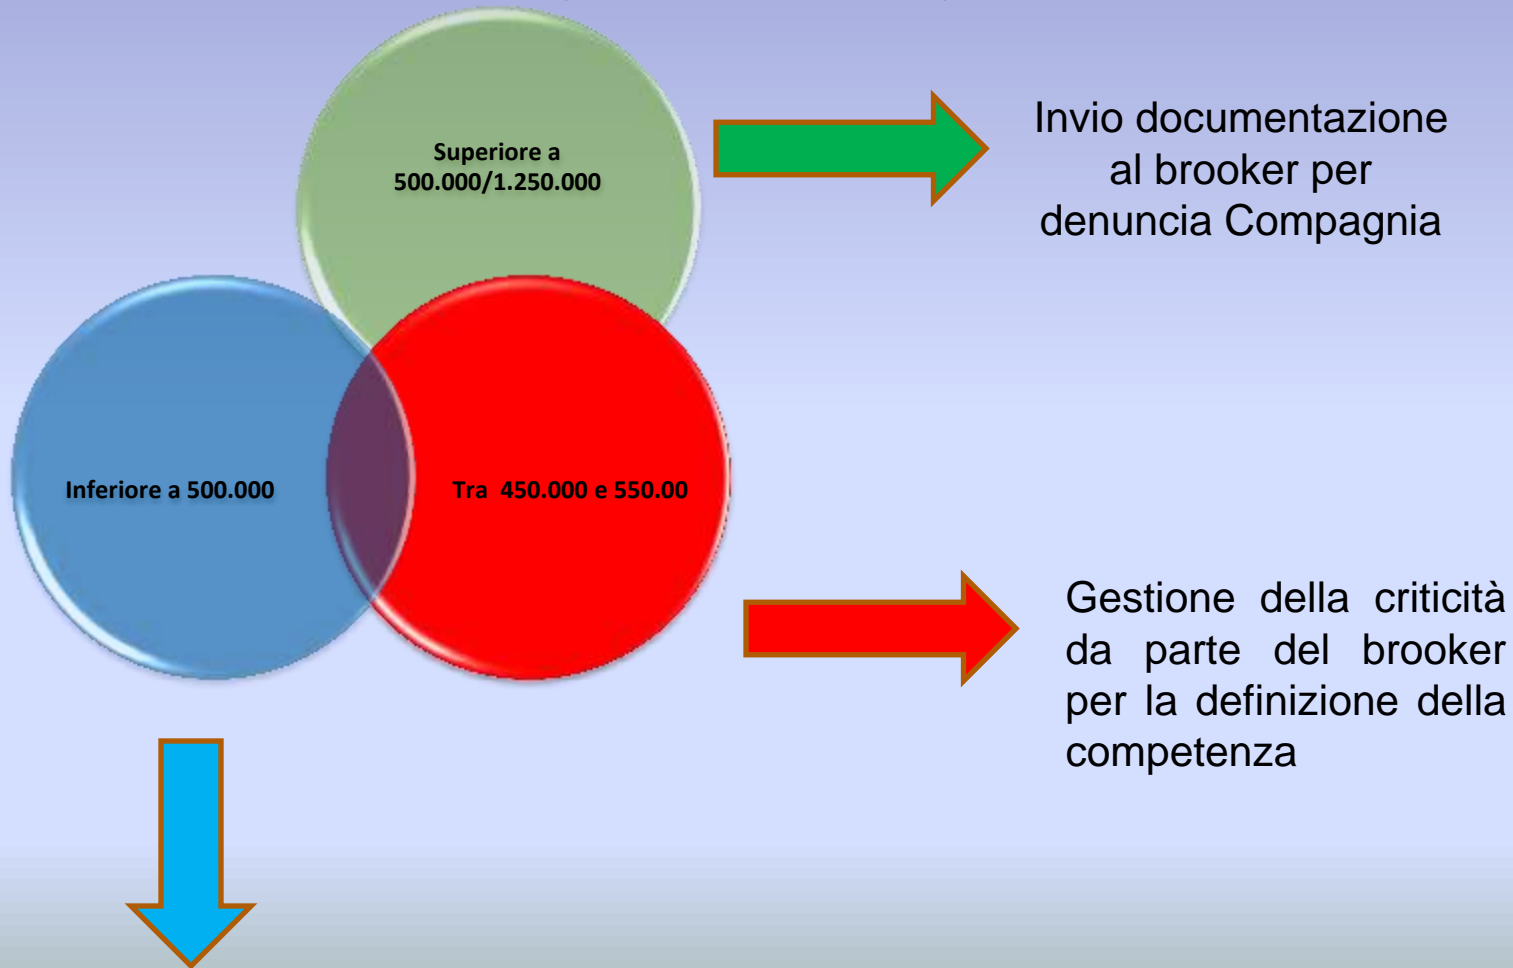 Superiore a
500.000/1.250.000
Invio documentazione
al brooker per
denuncia Compagnia
Inferiore a 500.000
Tra 450.000 e 550.00
Gestione della criticità
da parte del brooker
per la definizione della
competenza